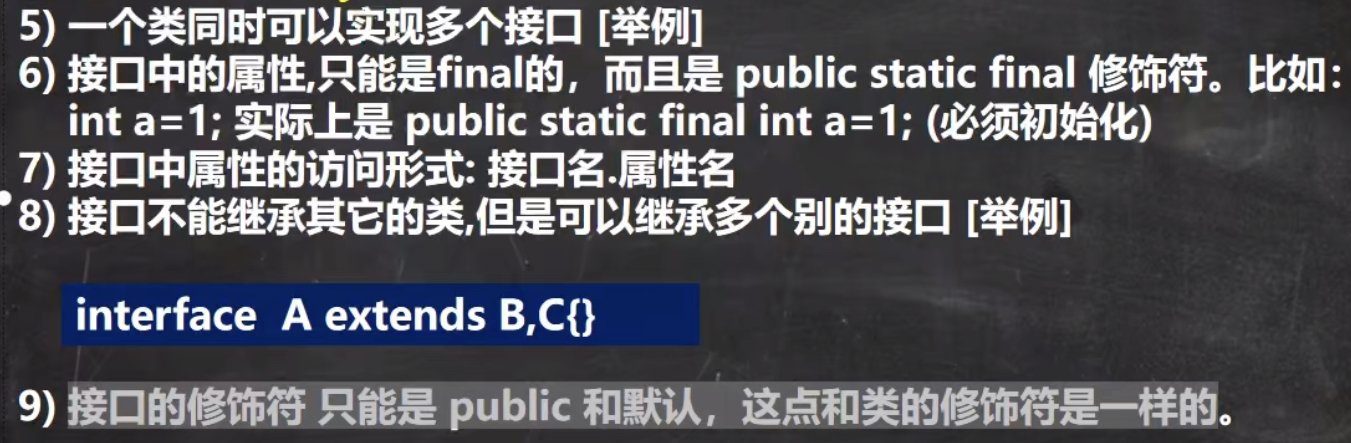 5) 一个类同时可以实现多个接口 [举例]
6) 接口中的属性,只能是final的，而且是 public static final 修饰符。比如：
int a=1; 实际上是 public static final int a=1; (必须初始化)
7) 接口中属性的访问形式: 接口名.属性名
8) 接口不能继承其它的类,但是可以继承多个别的接口 [举例]
interface A extends B,C{}
9) 接口的修饰符 只能是 public 和默认，这点和类的修饰符是一样的。